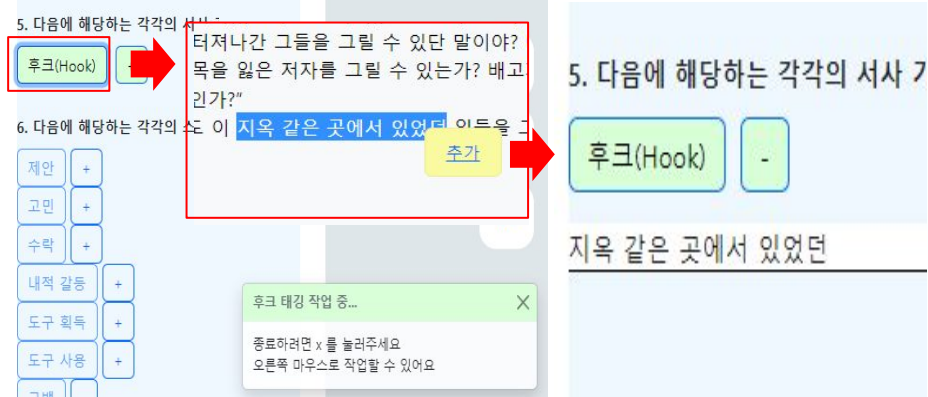 5. 다음에 해당하는 각각의
후크(Hook)
6. 다음에 해당하는 각각의
제안 +
고민 +
수락 +
내적 갈등 +
도구 획득 +
도구 사용 +
터져나간 그들을 그릴 수 있단 말이야?
목을 잃은 저자를 그릴 수 있는가? 배고
인가?"
도 이 지옥 같은 곳에서 있었던 일들을 그
추가
후크 태깅 작업 중... X
종료하려면 x 를 눌러주세요
오른쪽 마우스로 작업할 수 있어요
5. 다음에 해당하는 각각의 서사 기
후크(Hook) -
지옥 같은 곳에서 있었던